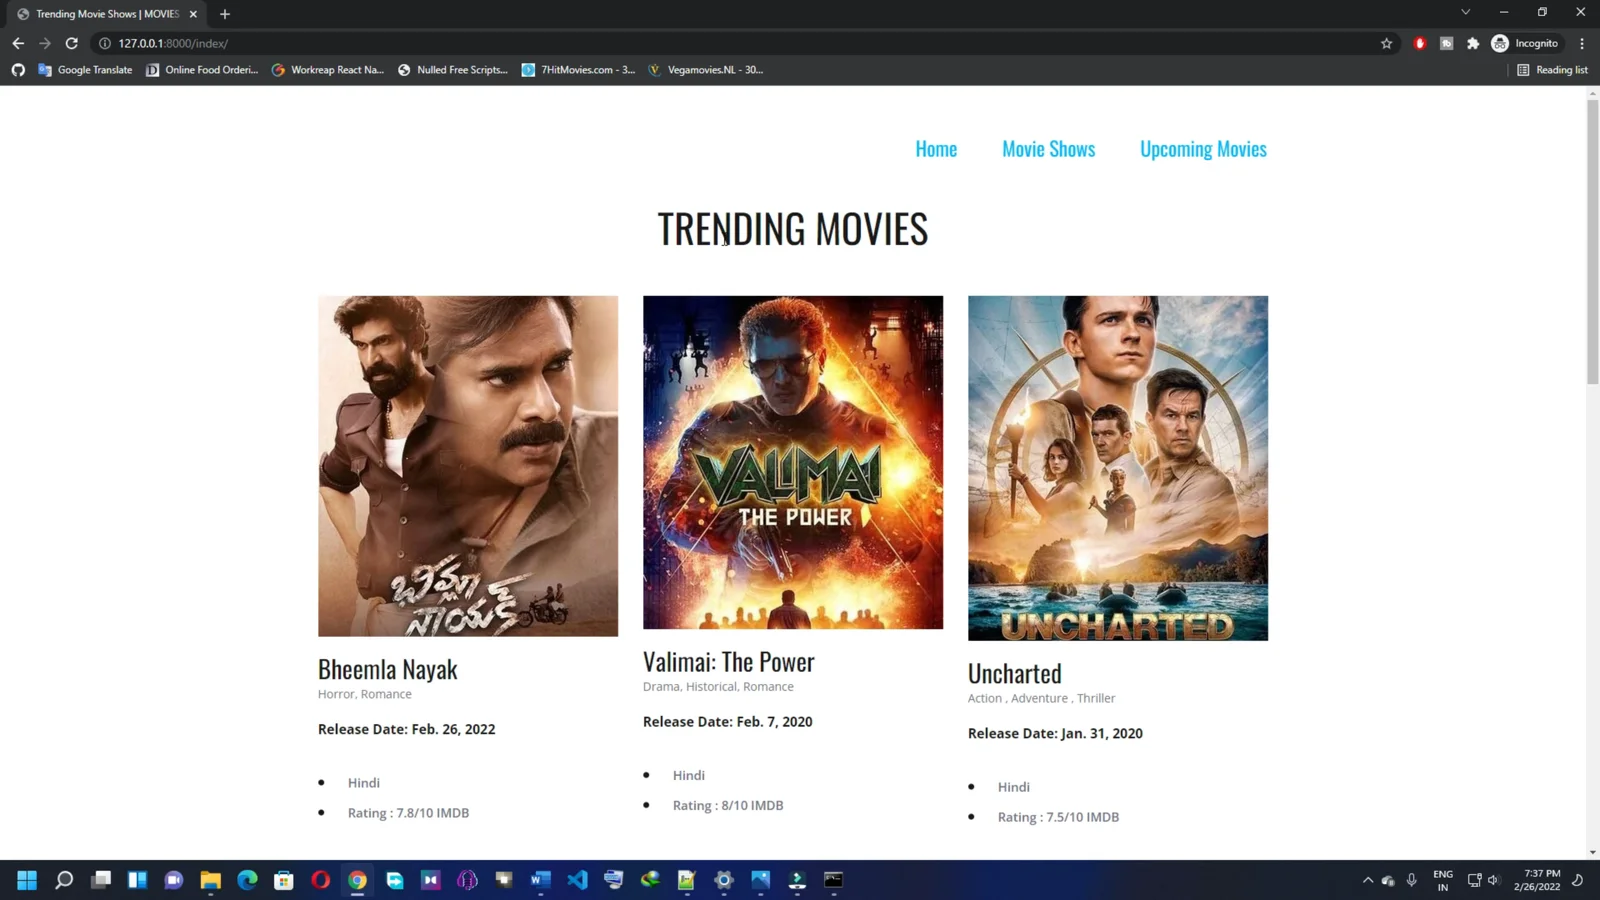 Trending Movie Shows | MOVIES
127.0.0.1:8000/index/
Incognito
Google Translate
Online Food Orderi...
Workreap React Na...
Nulled Free Scripts...
7HitMovies.com - 3...
Vegamovies.NL - 30...
Reading list
Home
Movie Shows
Upcoming Movies
TRENDING MOVIES
భీమ్లా
నాయక్
VALIMAI
THE POWER
UNCHARTED
Bheemla Nayak
Horror, Romance
Release Date: Feb. 26, 2022
Hindi
Rating : 7.8/10 IMDB
Valimai: The Power
Drama, Historical, Romance
Release Date: Feb. 7, 2020
Hindi
Rating : 8/10 IMDB
Uncharted
Action , Adventure , Thriller
Release Date: Jan. 31, 2020
Hindi
Rating : 7.5/10 IMDB
ENG
IN
7:37 PM
2/26/2022